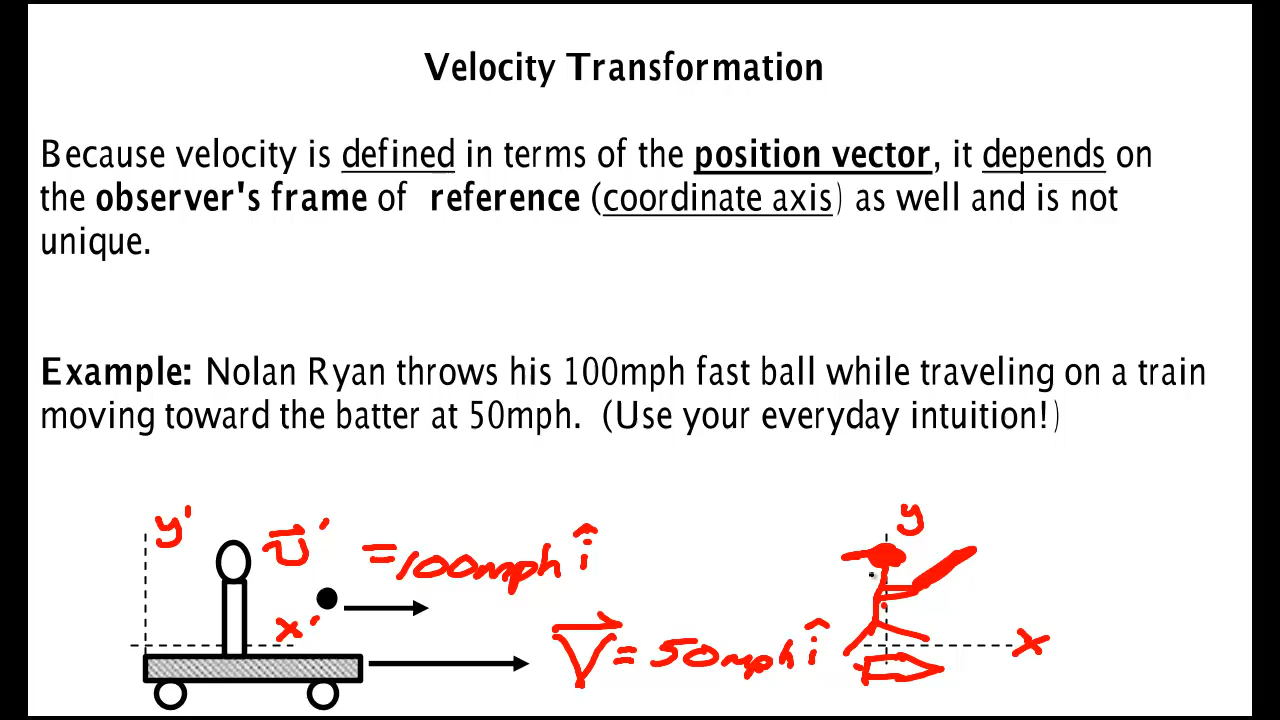 Velocity Transformation
Because velocity is defined in terms of the position vector, it depends on
the observer's frame of reference (coordinate axis) as well and is not
unique.
Example: Nolan Ryan throws his 100mph fast ball while traveling on a train
moving toward the batter at 50mph. (Use your everyday intuition!)
y' v⃗' = 100mph î y
x' V⃗ = 50mph î x